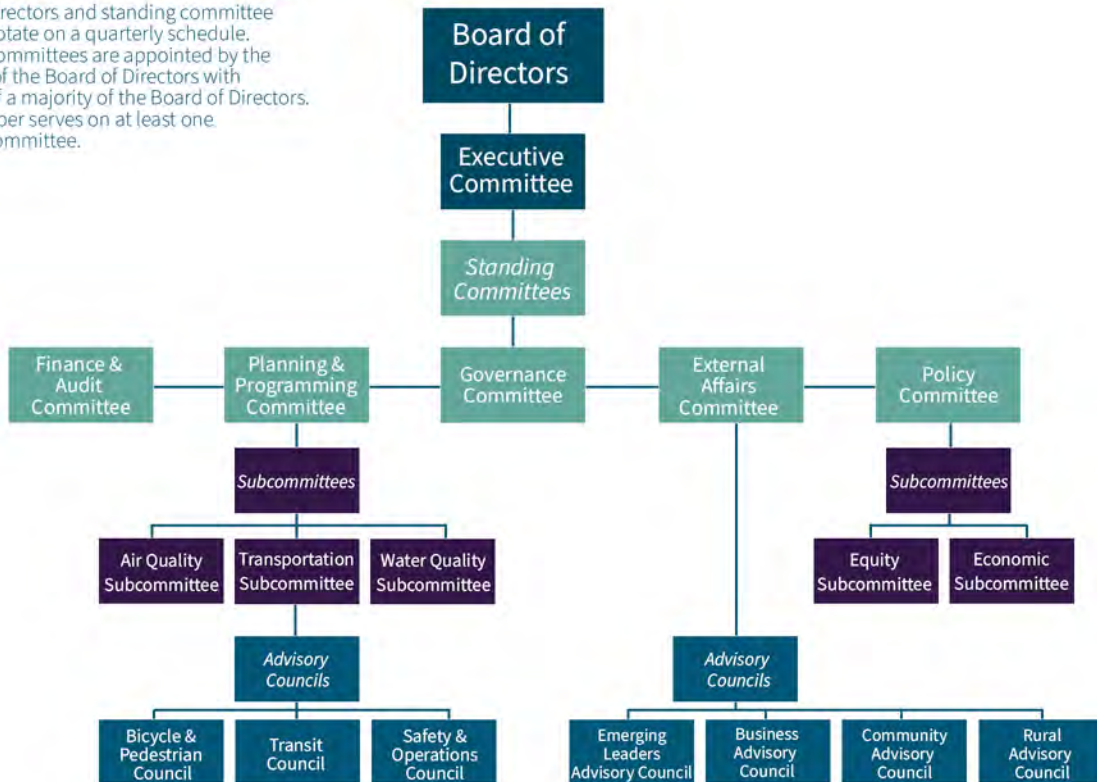 rectors and standing committee
otate on a quarterly schedule.
ommittees are appointed by the
of the Board of Directors with
a majority of the Board of Directors.
ber serves on at least one
ommittee.
Board of
Directors
Executive
Committee
Standing
Committees
Finance &
Audit
Committee
Planning &
Programming
Committee
Governance
Committee
External
Affairs
Committee
Policy
Committee
Subcommittees
Subcommittees
Air Quality
Subcommittee
Transportation
Subcommittee
Water Quality
Subcommittee
Equity
Subcommittee
Economic
Subcommittee
Advisory
Councils
Advisory
Councils
Bicycle &
Pedestrian
Council
Transit
Council
Safety &
Operations
Council
Emerging
Leaders
Advisory Council
Business
Advisory
Council
Community
Advisory
Council
Rural
Advisory
Council